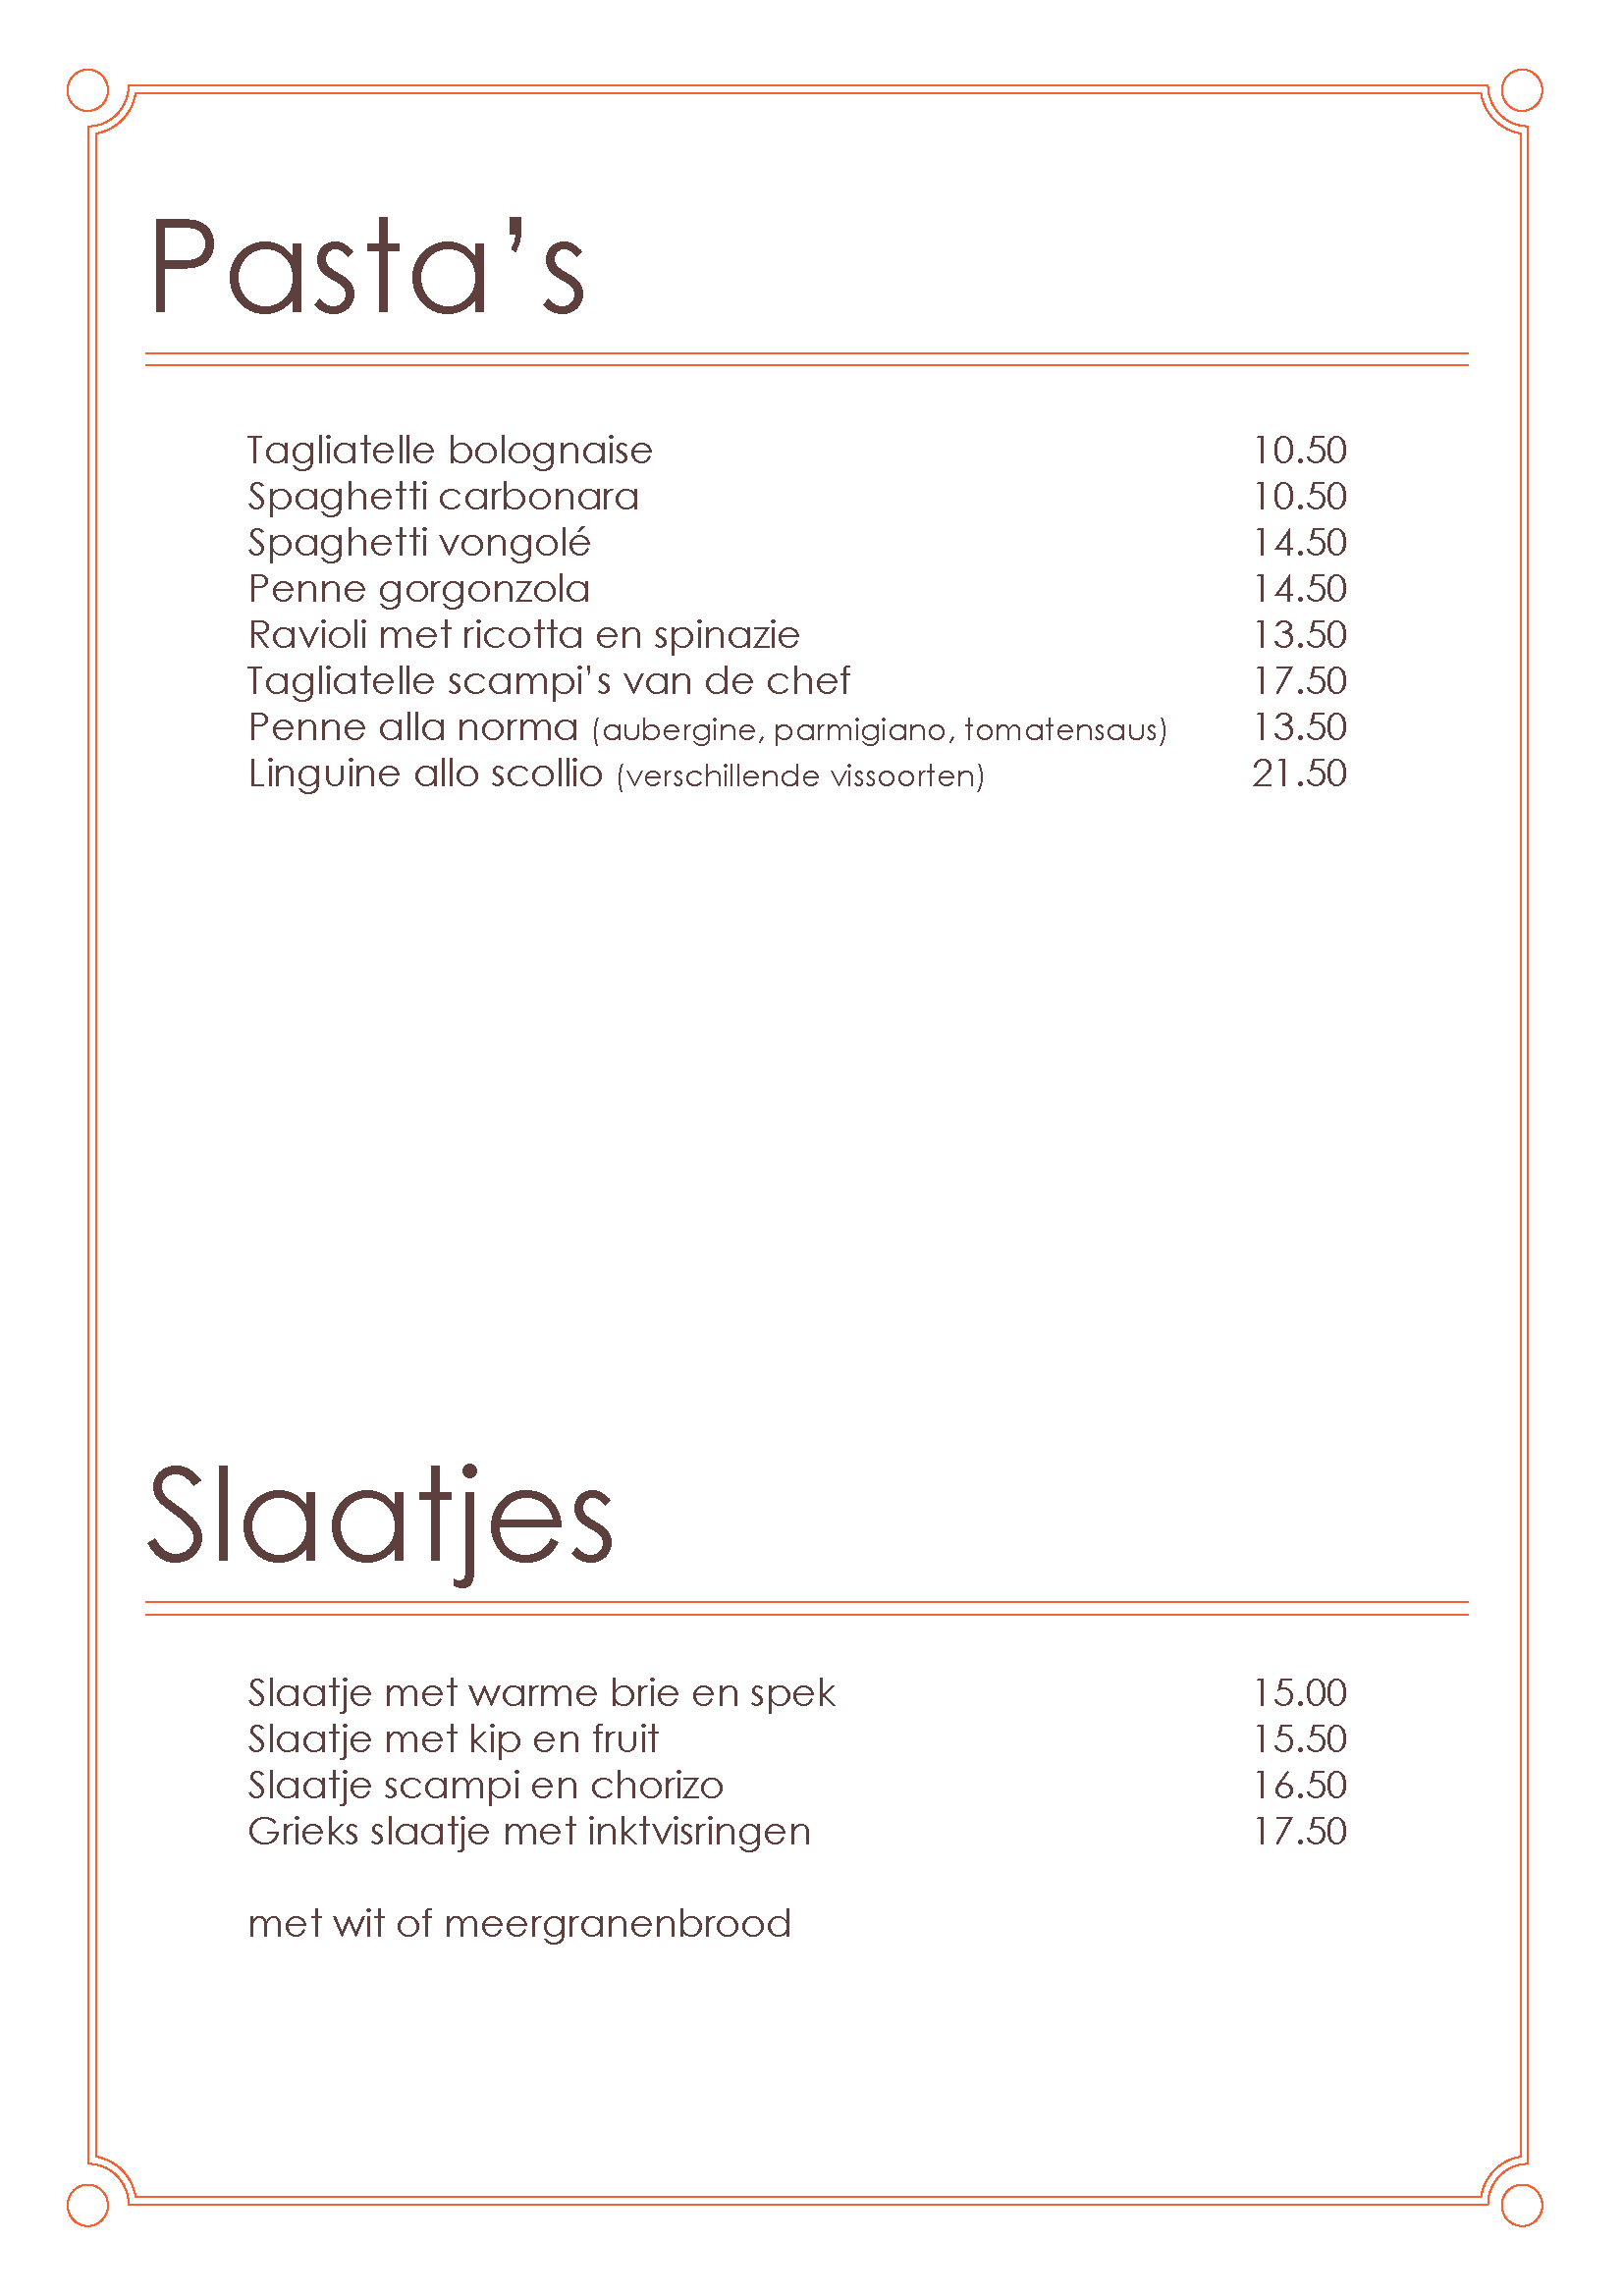 Pasta’s
Tagliatelle bolognaise 10.50
Spaghetti carbonara 10.50
Spaghetti vongolé 14.50
Penne gorgonzola 14.50
Ravioli met ricotta en spinazie 13.50
Tagliatelle scampi's van de chef 17.50
Penne alla norma (aubergine, parmigiano, tomatensaus) 13.50
Linguine allo scollio (verschillende vissoorten) 21.50
Slaatjes
Slaatje met warme brie en spek 15.00
Slaatje met kip en fruit 15.50
Slaatje scampi en chorizo 16.50
Grieks slaatje met inktvisringen 17.50
met wit of meergranenbrood